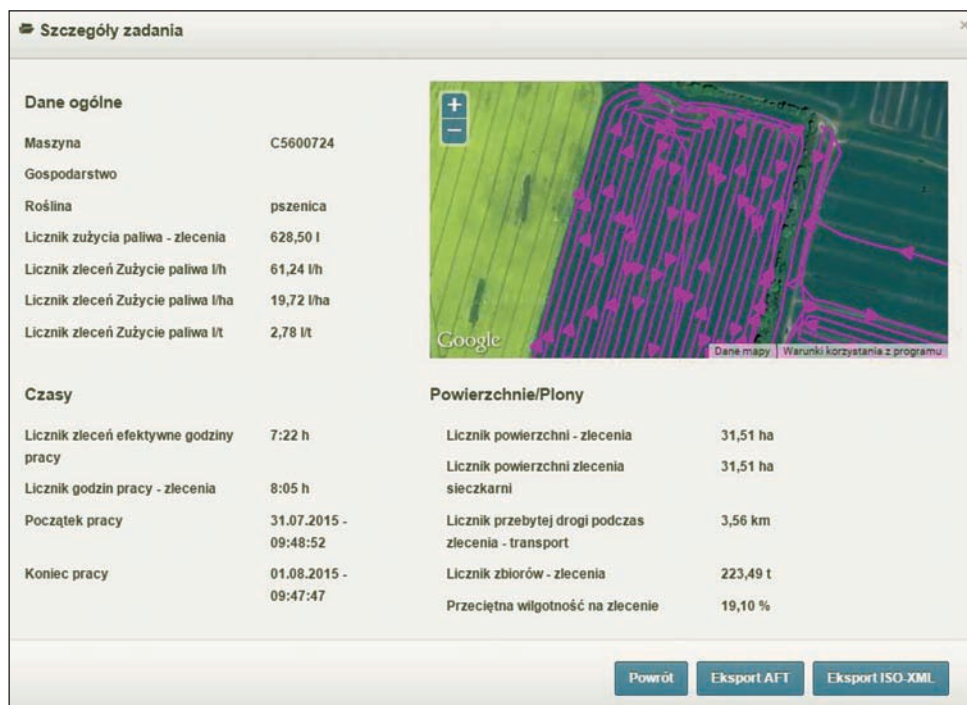 Szczegóły zadania
×
Dane ogólne
Maszyna C5600724
Gospodarstwo
Roślina pszenica
Licznik zużycia paliwa - zlecenia 628,50 l
Licznik zleceń Zużycie paliwa l/h 61,24 l/h
Licznik zleceń Zużycie paliwa l/ha 19,72 l/ha
Licznik zleceń Zużycie paliwa l/t 2,78 l/t
+
−
Google
Dane mapy Warunki korzystania z programu
Czasy
Licznik zleceń efektywne godziny 7:22 h
pracy
Licznik godzin pracy - zlecenia 8:05 h
Początek pracy 31.07.2015 -
09:48:52
Koniec pracy 01.08.2015 -
09:47:47
Powierzchnie/Plony
Licznik powierzchni - zlecenia 31,51 ha
Licznik powierzchni zlecenia 31,51 ha
sieczkarni
Licznik przebytej drogi podczas 3,56 km
zlecenia - transport
Licznik zbiorów - zlecenia 223,49 t
Przeciętna wilgotność na zlecenie 19,10 %
Powrót Eksport AFT Eksport ISO-XML